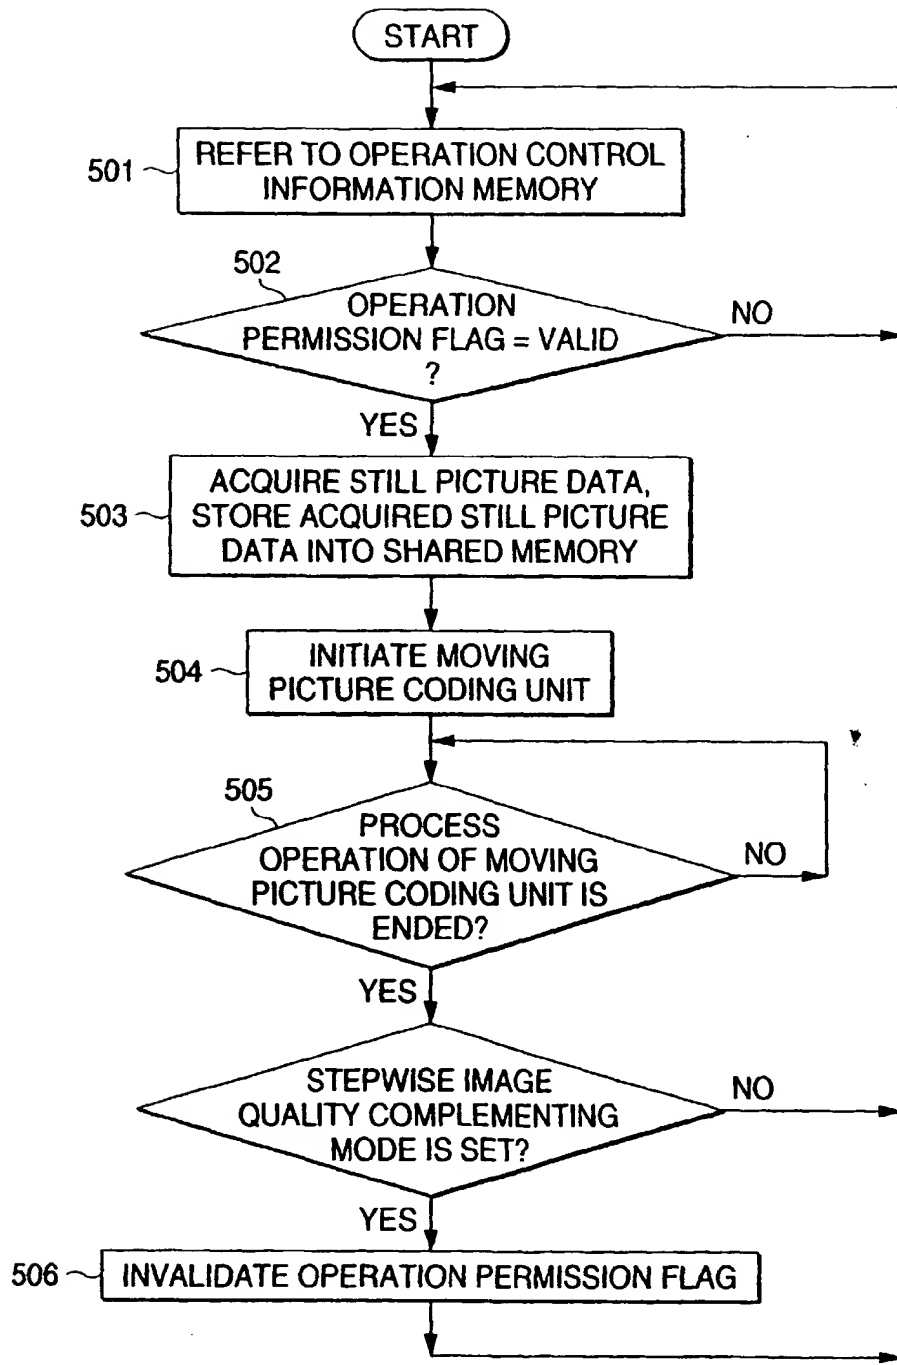 START
501
REFER TO OPERATION CONTROL
INFORMATION MEMORY
502
OPERATION
PERMISSION FLAG = VALID
?
NO
YES
503
ACQUIRE STILL PICTURE DATA,
STORE ACQUIRED STILL PICTURE
DATA INTO SHARED MEMORY
504
INITIATE MOVING
PICTURE CODING UNIT
505
PROCESS
OPERATION OF MOVING
PICTURE CODING UNIT IS
ENDED?
NO
YES
STEPWISE IMAGE
QUALITY COMPLEMENTING
MODE IS SET?
NO
YES
506
INVALIDATE OPERATION PERMISSION FLAG